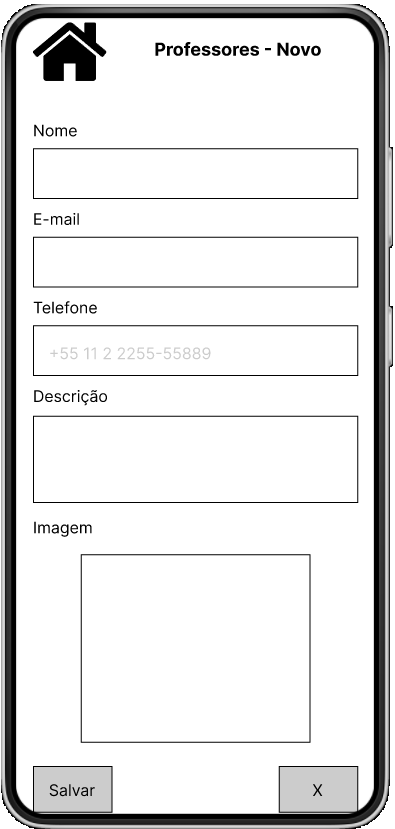 Professores - Novo
Nome
E-mail
Telefone
+55 11 2 2255-55889
Descrição
Imagem
Salvar
X